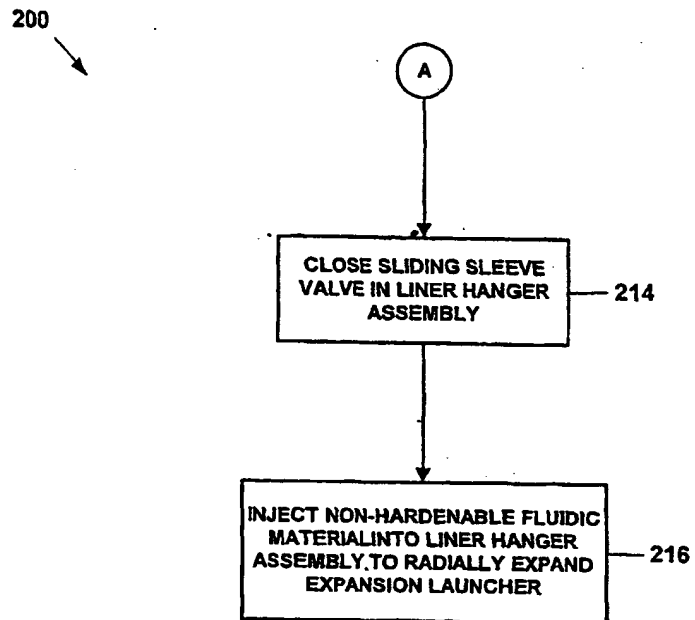 200
A
CLOSE SLIDING SLEEVE
VALVE IN LINER HANGER
ASSEMBLY
214
INJECT NON-HARDENABLE FLUIDIC
MATERIALINTO LINER HANGER
ASSEMBLY, TO RADIALLY EXPAND
EXPANSION LAUNCHER
216